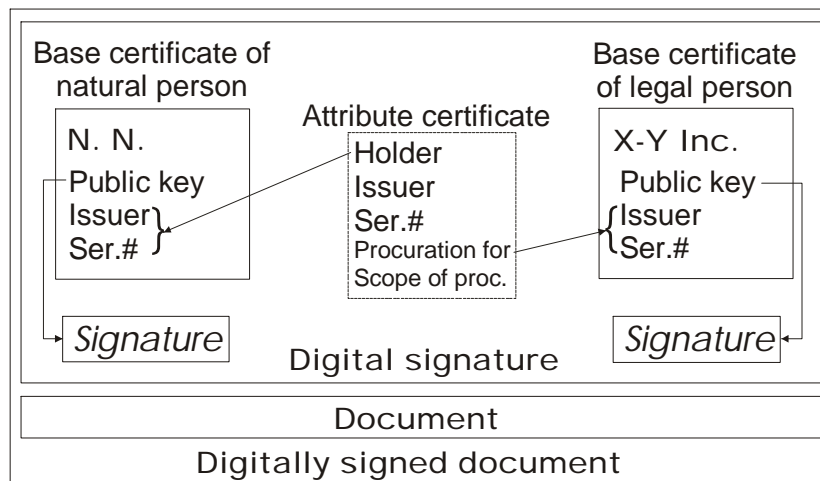 Base certificate of
natural person
N. N.
Public key
Issuer
Ser.#
Signature
Attribute certificate
Holder
Issuer
Ser.#
Procuration for
Scope of proc.
Base certificate
of legal person
X-Y Inc.
Public key
Issuer
Ser.#
Signature
Digital signature
Document
Digitally signed document